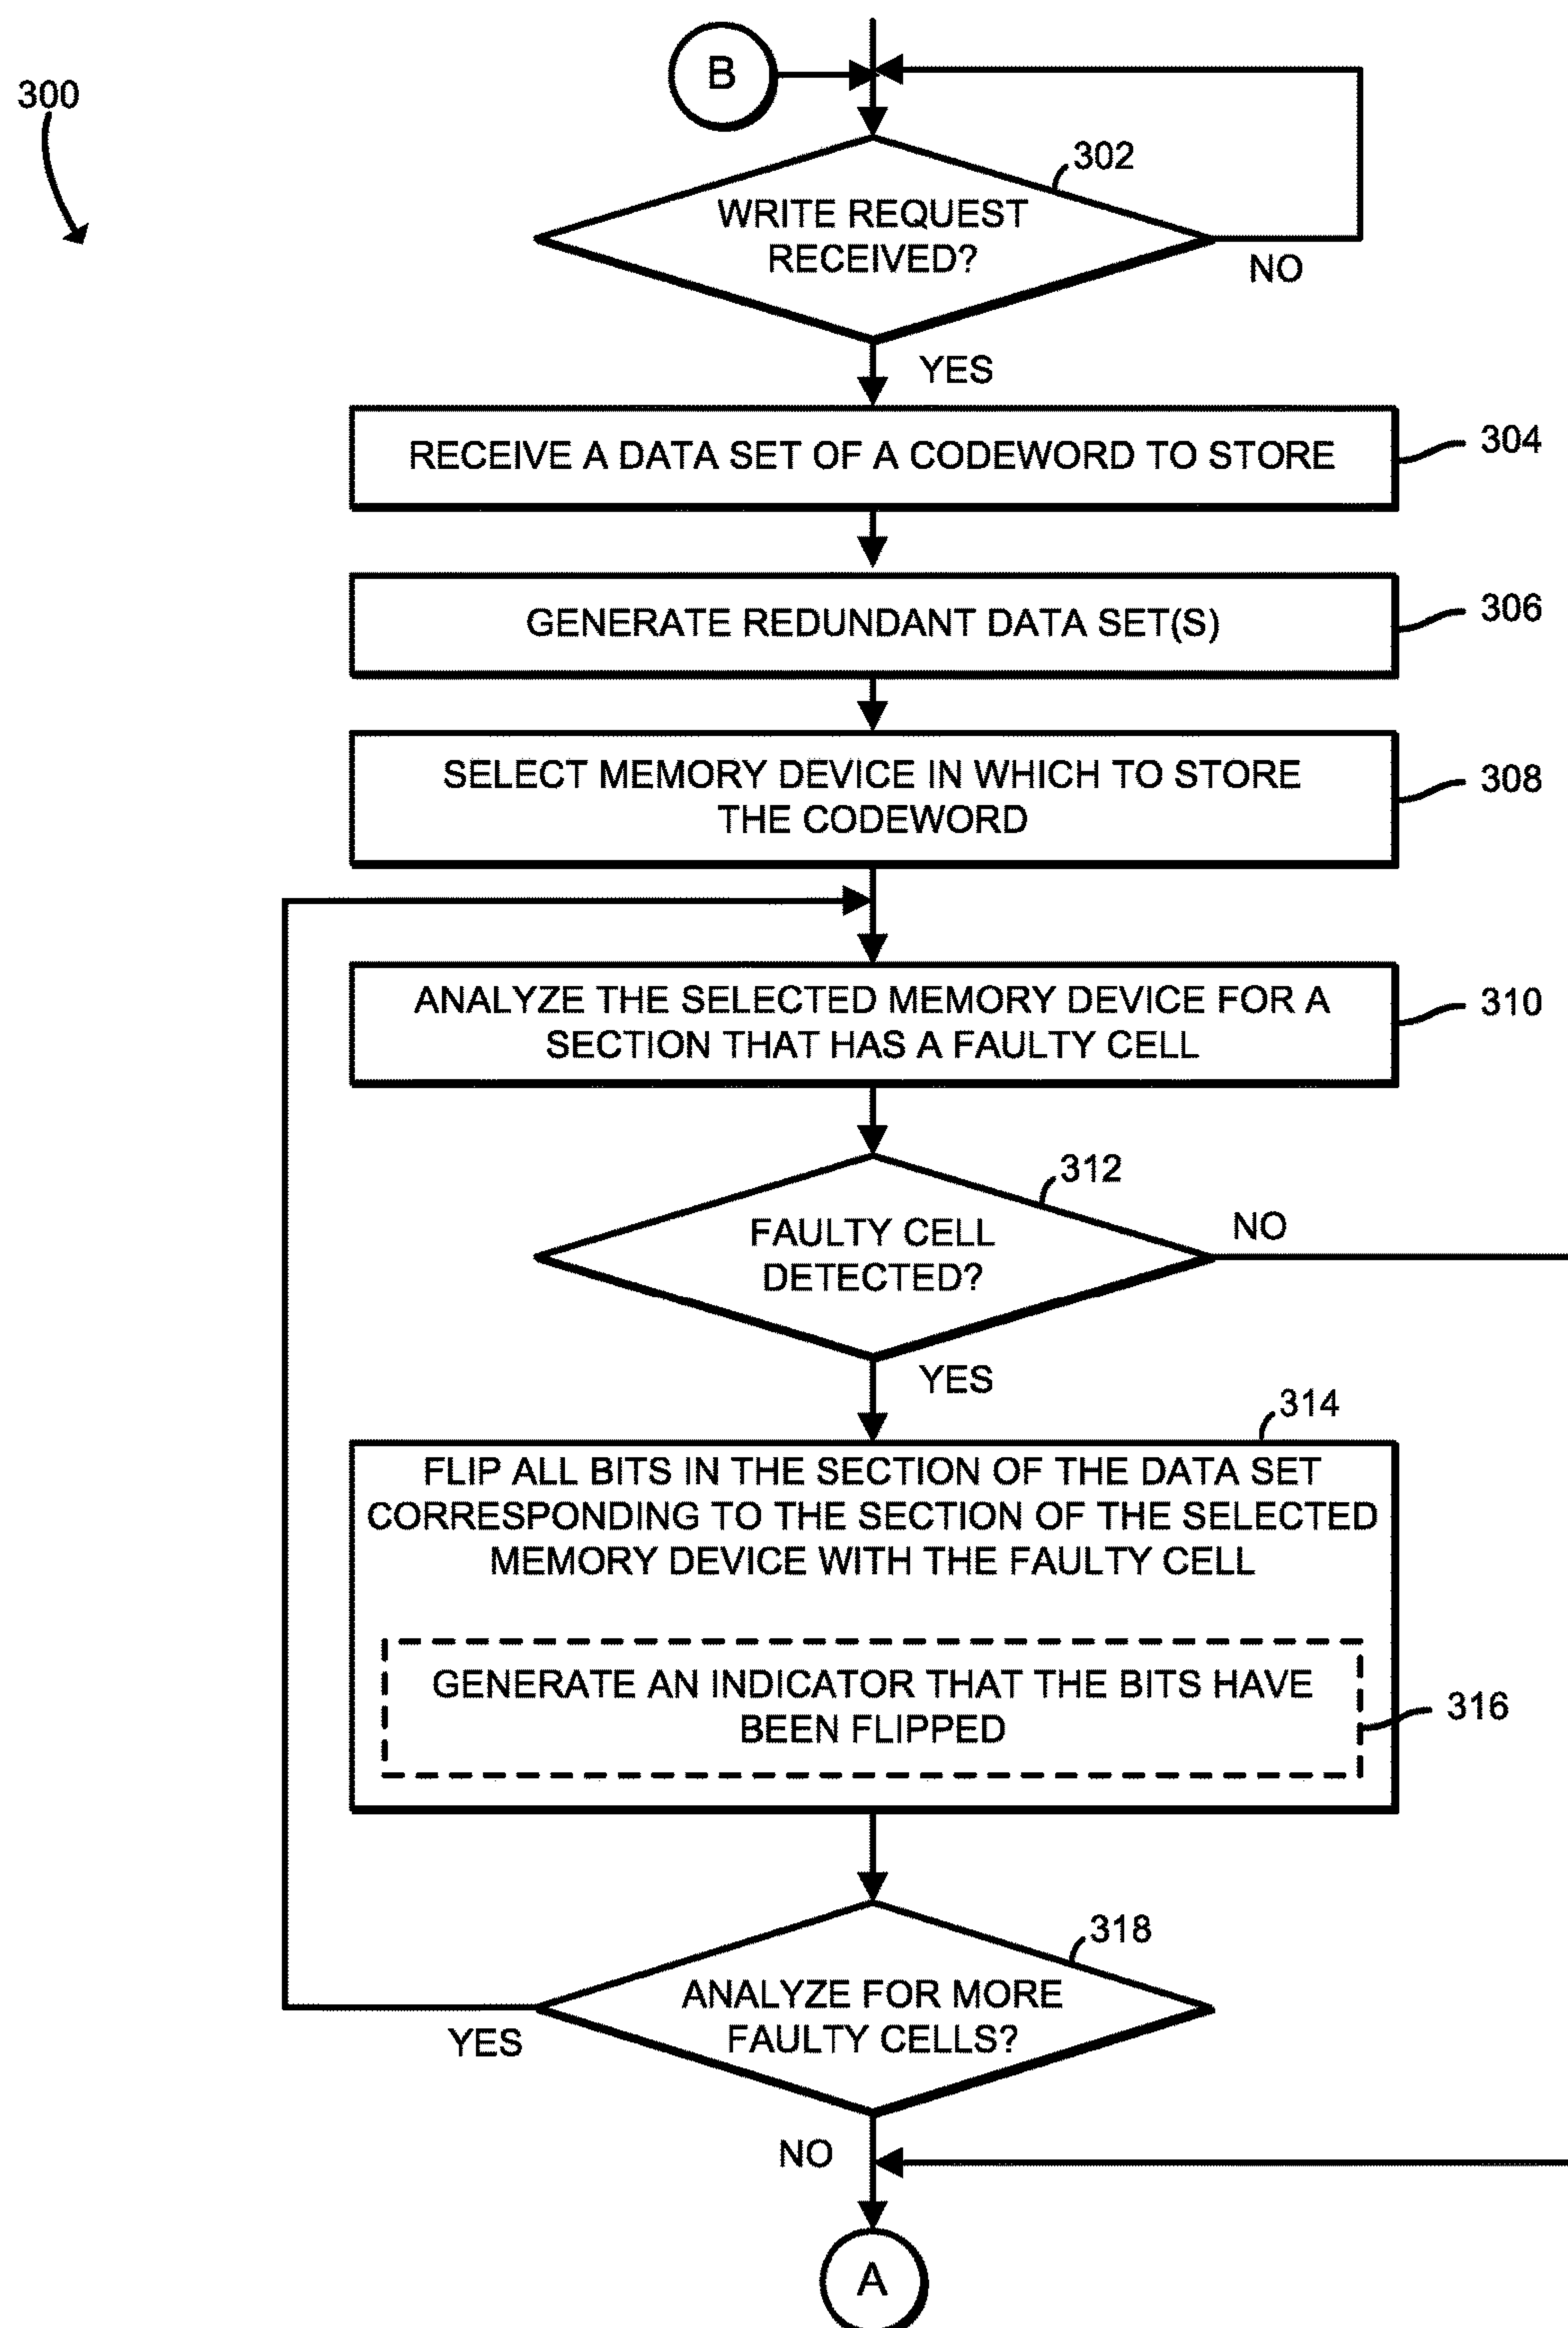 B
300
302
WRITE REQUEST
RECEIVED?
NO
YES
RECEIVE A DATA SET OF A CODEWORD TO STORE
304
GENERATE REDUNDANT DATA SET(S)
306
SELECT MEMORY DEVICE IN WHICH TO STORE
THE CODEWORD
308
ANALYZE THE SELECTED MEMORY DEVICE FOR A
SECTION THAT HAS A FAULTY CELL
310
312
FAULTY CELL
DETECTED?
NO
YES
314
FLIP ALL BITS IN THE SECTION OF THE DATA SET
CORRESPONDING TO THE SECTION OF THE SELECTED
MEMORY DEVICE WITH THE FAULTY CELL
GENERATE AN INDICATOR THAT THE BITS HAVE
BEEN FLIPPED
316
318
ANALYZE FOR MORE
FAULTY CELLS?
YES
NO
A